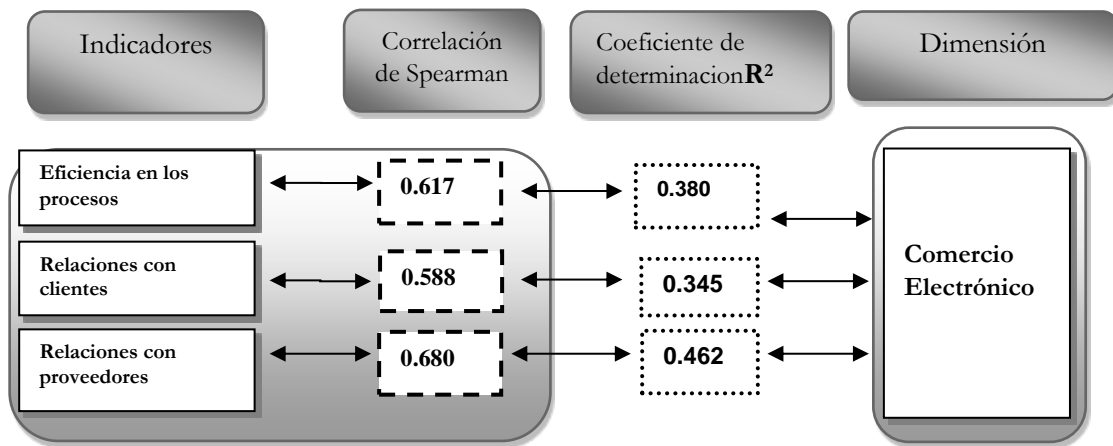 Indicadores
Correlación
de Spearman
Coeficiente de
determinacionR²
Dimensión
Eficiencia en los
procesos
0.617
0.380
Relaciones con
clientes
0.588
0.345
Relaciones con
proveedores
0.680
0.462
Comercio
Electrónico